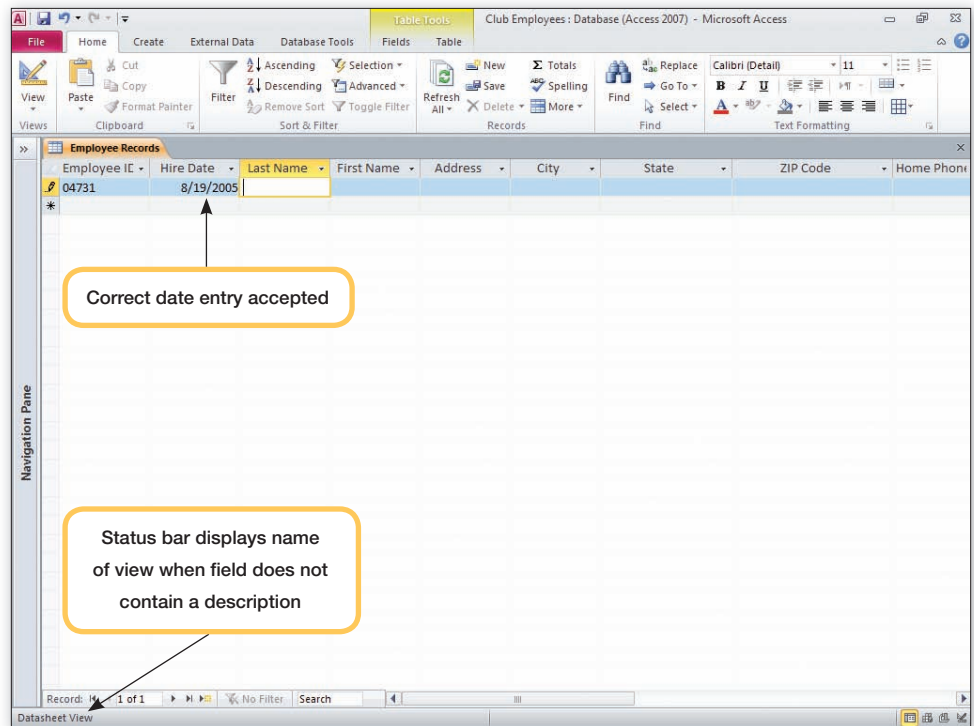 Table Tools
Club Employees : Database (Access 2007) - Microsoft Access
File Home Create External Data Database Tools Fields Table
View
Views
Paste
Cut
Copy
Format Painter
Clipboard
Filter
Ascending
Descending
Remove Sort
Selection
Advanced
Toggle Filter
Sort & Filter
Refresh All
New
Save
Delete
Σ Totals
Spelling
More
Records
Find
Replace
Go To
Select
Find
Calibri (Detail) 11
B I U
A
Text Formatting
Employee Records
Employee IC Hire Date Last Name First Name Address City State ZIP Code Home Phone
04731 8/19/2005
Correct date entry accepted
Navigation Pane
Status bar displays name
of view when field does not
contain a description
Record: 1 of 1 No Filter Search
Datasheet View